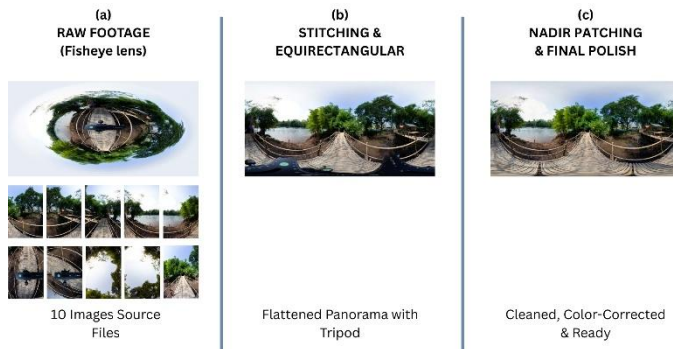 (a)
RAW FOOTAGE
(Fisheye lens)
10 Images Source
Files
(b)
STITCHING &
EQUIRECTANGULAR
Flattened Panorama with
Tripod
(c)
NADIR PATCHING
& FINAL POLISH
Cleaned, Color-Corrected
& Ready